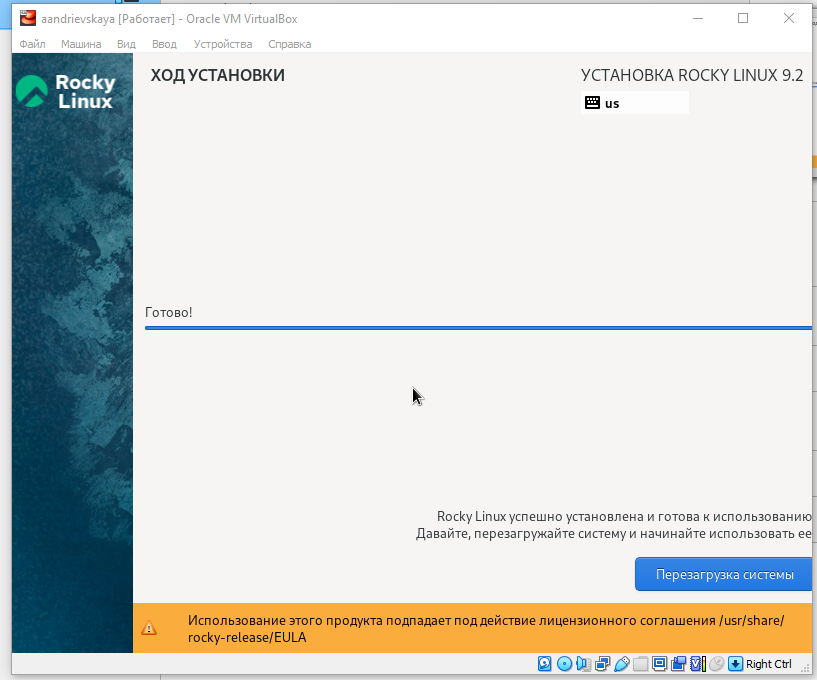 aandrievskaya [Работает] - Oracle VM VirtualBox
Файл Машина Вид Ввод Устройства Справка
Rocky
Linux
ХОД УСТАНОВКИ
УСТАНОВКА ROCKY LINUX 9.2
us
Готово!
Rocky Linux успешно установлена и готова к использованию
Давайте, перезагружайте систему и начинайте использовать ее
Перезагрузка системы
Использование этого продукта подпадает под действие лицензионного соглашения /usr/share/
rocky-release/EULA
Right Ctrl